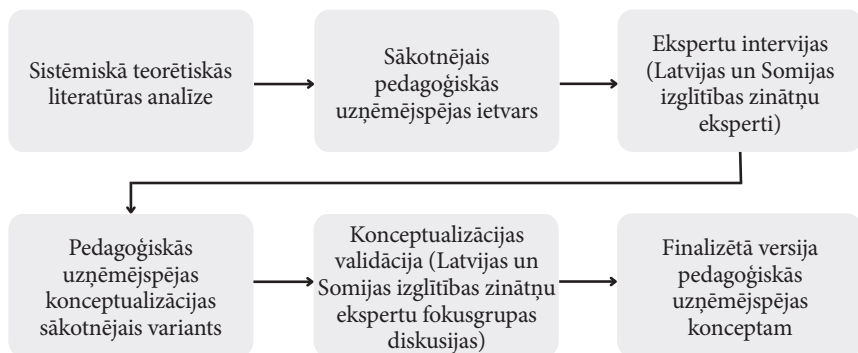 Sistēmiskā teorētiskās
literatūras analīze
Sākotnējais
pedagoģiskās
uzņēmējspējas ietvars
Ekspertu intervijas
(Latvijas un Somijas
izglītības zinātņu
eksperti)
Pedagoģiskās
uzņēmējspējas
konceptualizācijas
sākotnējais variants
Konceptualizācijas
validācija (Latvijas un
Somijas izglītības zinātņu
ekspertu fokusgrupas
diskusijas)
Finalizētā versija
pedagoģiskās
uzņēmējspējas
konceptam